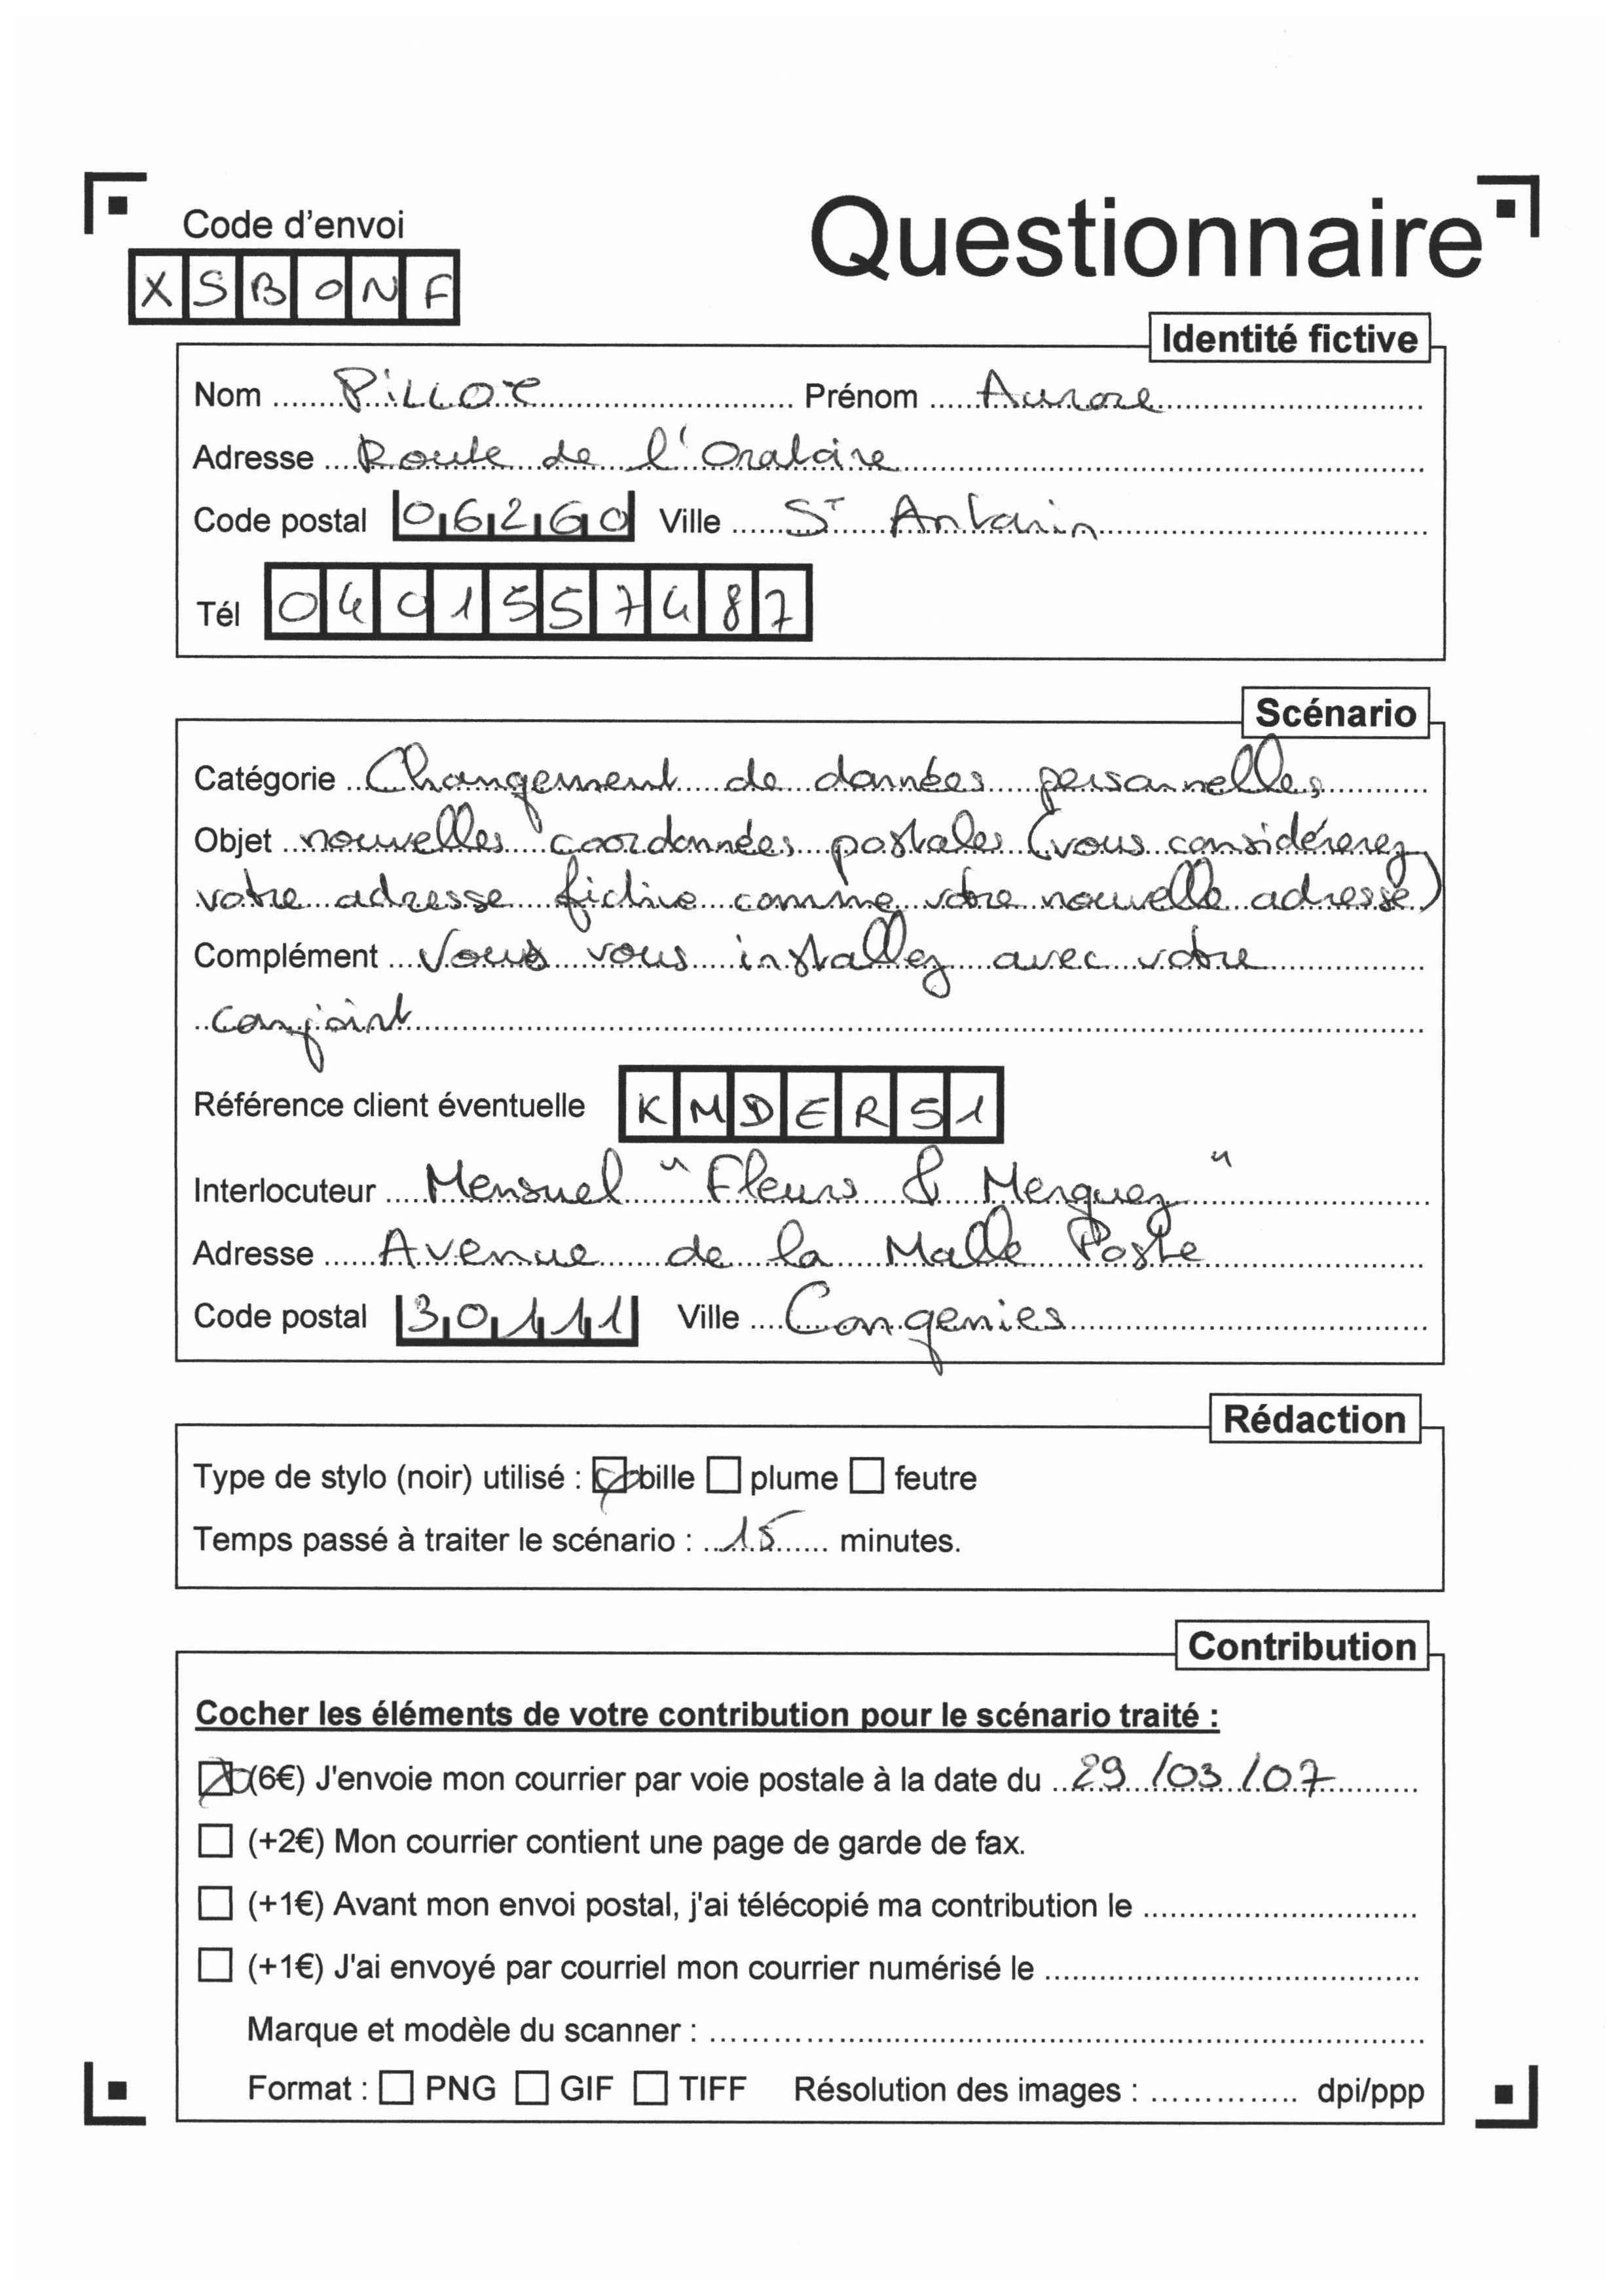 Code d'envoi
Questionnaire
XSBONF
Identité fictive
Nom PiLLOT Prénom Aurore
Adresse Route de l'Oratoire
Code postal 06260 Ville St Antonin
Tél 0401557487
Scénario
Catégorie Changement de données personnelles
Objet nouvelles coordonnées postales (vous considérerez
votre adresse fictive comme votre nouvelle adresse)
Complément Vous vous installez avec votre
conjoint
Référence client éventuelle KMDER51
Interlocuteur Mensuel "Fleurs & Merguez"
Adresse Avenue de la Malle Poste
Code postal 30111 Ville Congenies
Rédaction
Type de stylo (noir) utilisé : bille plume feutre
Temps passé à traiter le scénario : 15 minutes.
Contribution
Cocher les éléments de votre contribution pour le scénario traité :
(6€) J'envoie mon courrier par voie postale à la date du 29/03/07
(+2€) Mon courrier contient une page de garde de fax.
(+1€) Avant mon envoi postal, j'ai télécopié ma contribution le
(+1€) J'ai envoyé par courriel mon courrier numérisé le
Marque et modèle du scanner :
Format : PNG GIF TIFF Résolution des images : dpi/ppp